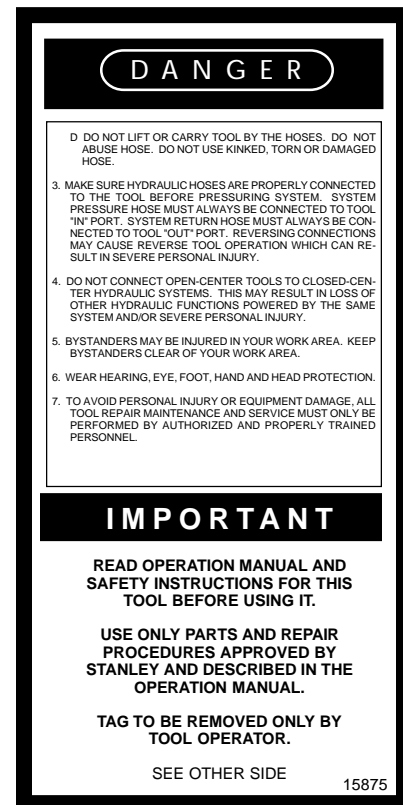 DANGER
D DO NOT LIFT OR CARRY TOOL BY THE HOSES. DO NOT
ABUSE HOSE. DO NOT USE KINKED, TORN OR DAMAGED
HOSE.
3. MAKE SURE HYDRAULIC HOSES ARE PROPERLY CONNECTED
TO THE TOOL BEFORE PRESSURING SYSTEM. SYSTEM
PRESSURE HOSE MUST ALWAYS BE CONNECTED TO TOOL
"IN" PORT. SYSTEM RETURN HOSE MUST ALWAYS BE CON-
NECTED TO TOOL "OUT" PORT. REVERSING CONNECTIONS
MAY CAUSE REVERSE TOOL OPERATION WHICH CAN RE-
SULT IN SEVERE PERSONAL INJURY.
4. DO NOT CONNECT OPEN-CENTER TOOLS TO CLOSED-CEN-
TER HYDRAULIC SYSTEMS. THIS MAY RESULT IN LOSS OF
OTHER HYDRAULIC FUNCTIONS POWERED BY THE SAME
SYSTEM AND/OR SEVERE PERSONAL INJURY.
5. BYSTANDERS MAY BE INJURED IN YOUR WORK AREA. KEEP
BYSTANDERS CLEAR OF YOUR WORK AREA.
6. WEAR HEARING, EYE, FOOT, HAND AND HEAD PROTECTION.
7. TO AVOID PERSONAL INJURY OR EQUIPMENT DAMAGE, ALL
TOOL REPAIR MAINTENANCE AND SERVICE MUST ONLY BE
PERFORMED BY AUTHORIZED AND PROPERLY TRAINED
PERSONNEL.
IMPORTANT
READ OPERATION MANUAL AND
SAFETY INSTRUCTIONS FOR THIS
TOOL BEFORE USING IT.
USE ONLY PARTS AND REPAIR
PROCEDURES APPROVED BY
STANLEY AND DESCRIBED IN THE
OPERATION MANUAL.
TAG TO BE REMOVED ONLY BY
TOOL OPERATOR.
SEE OTHER SIDE
15875